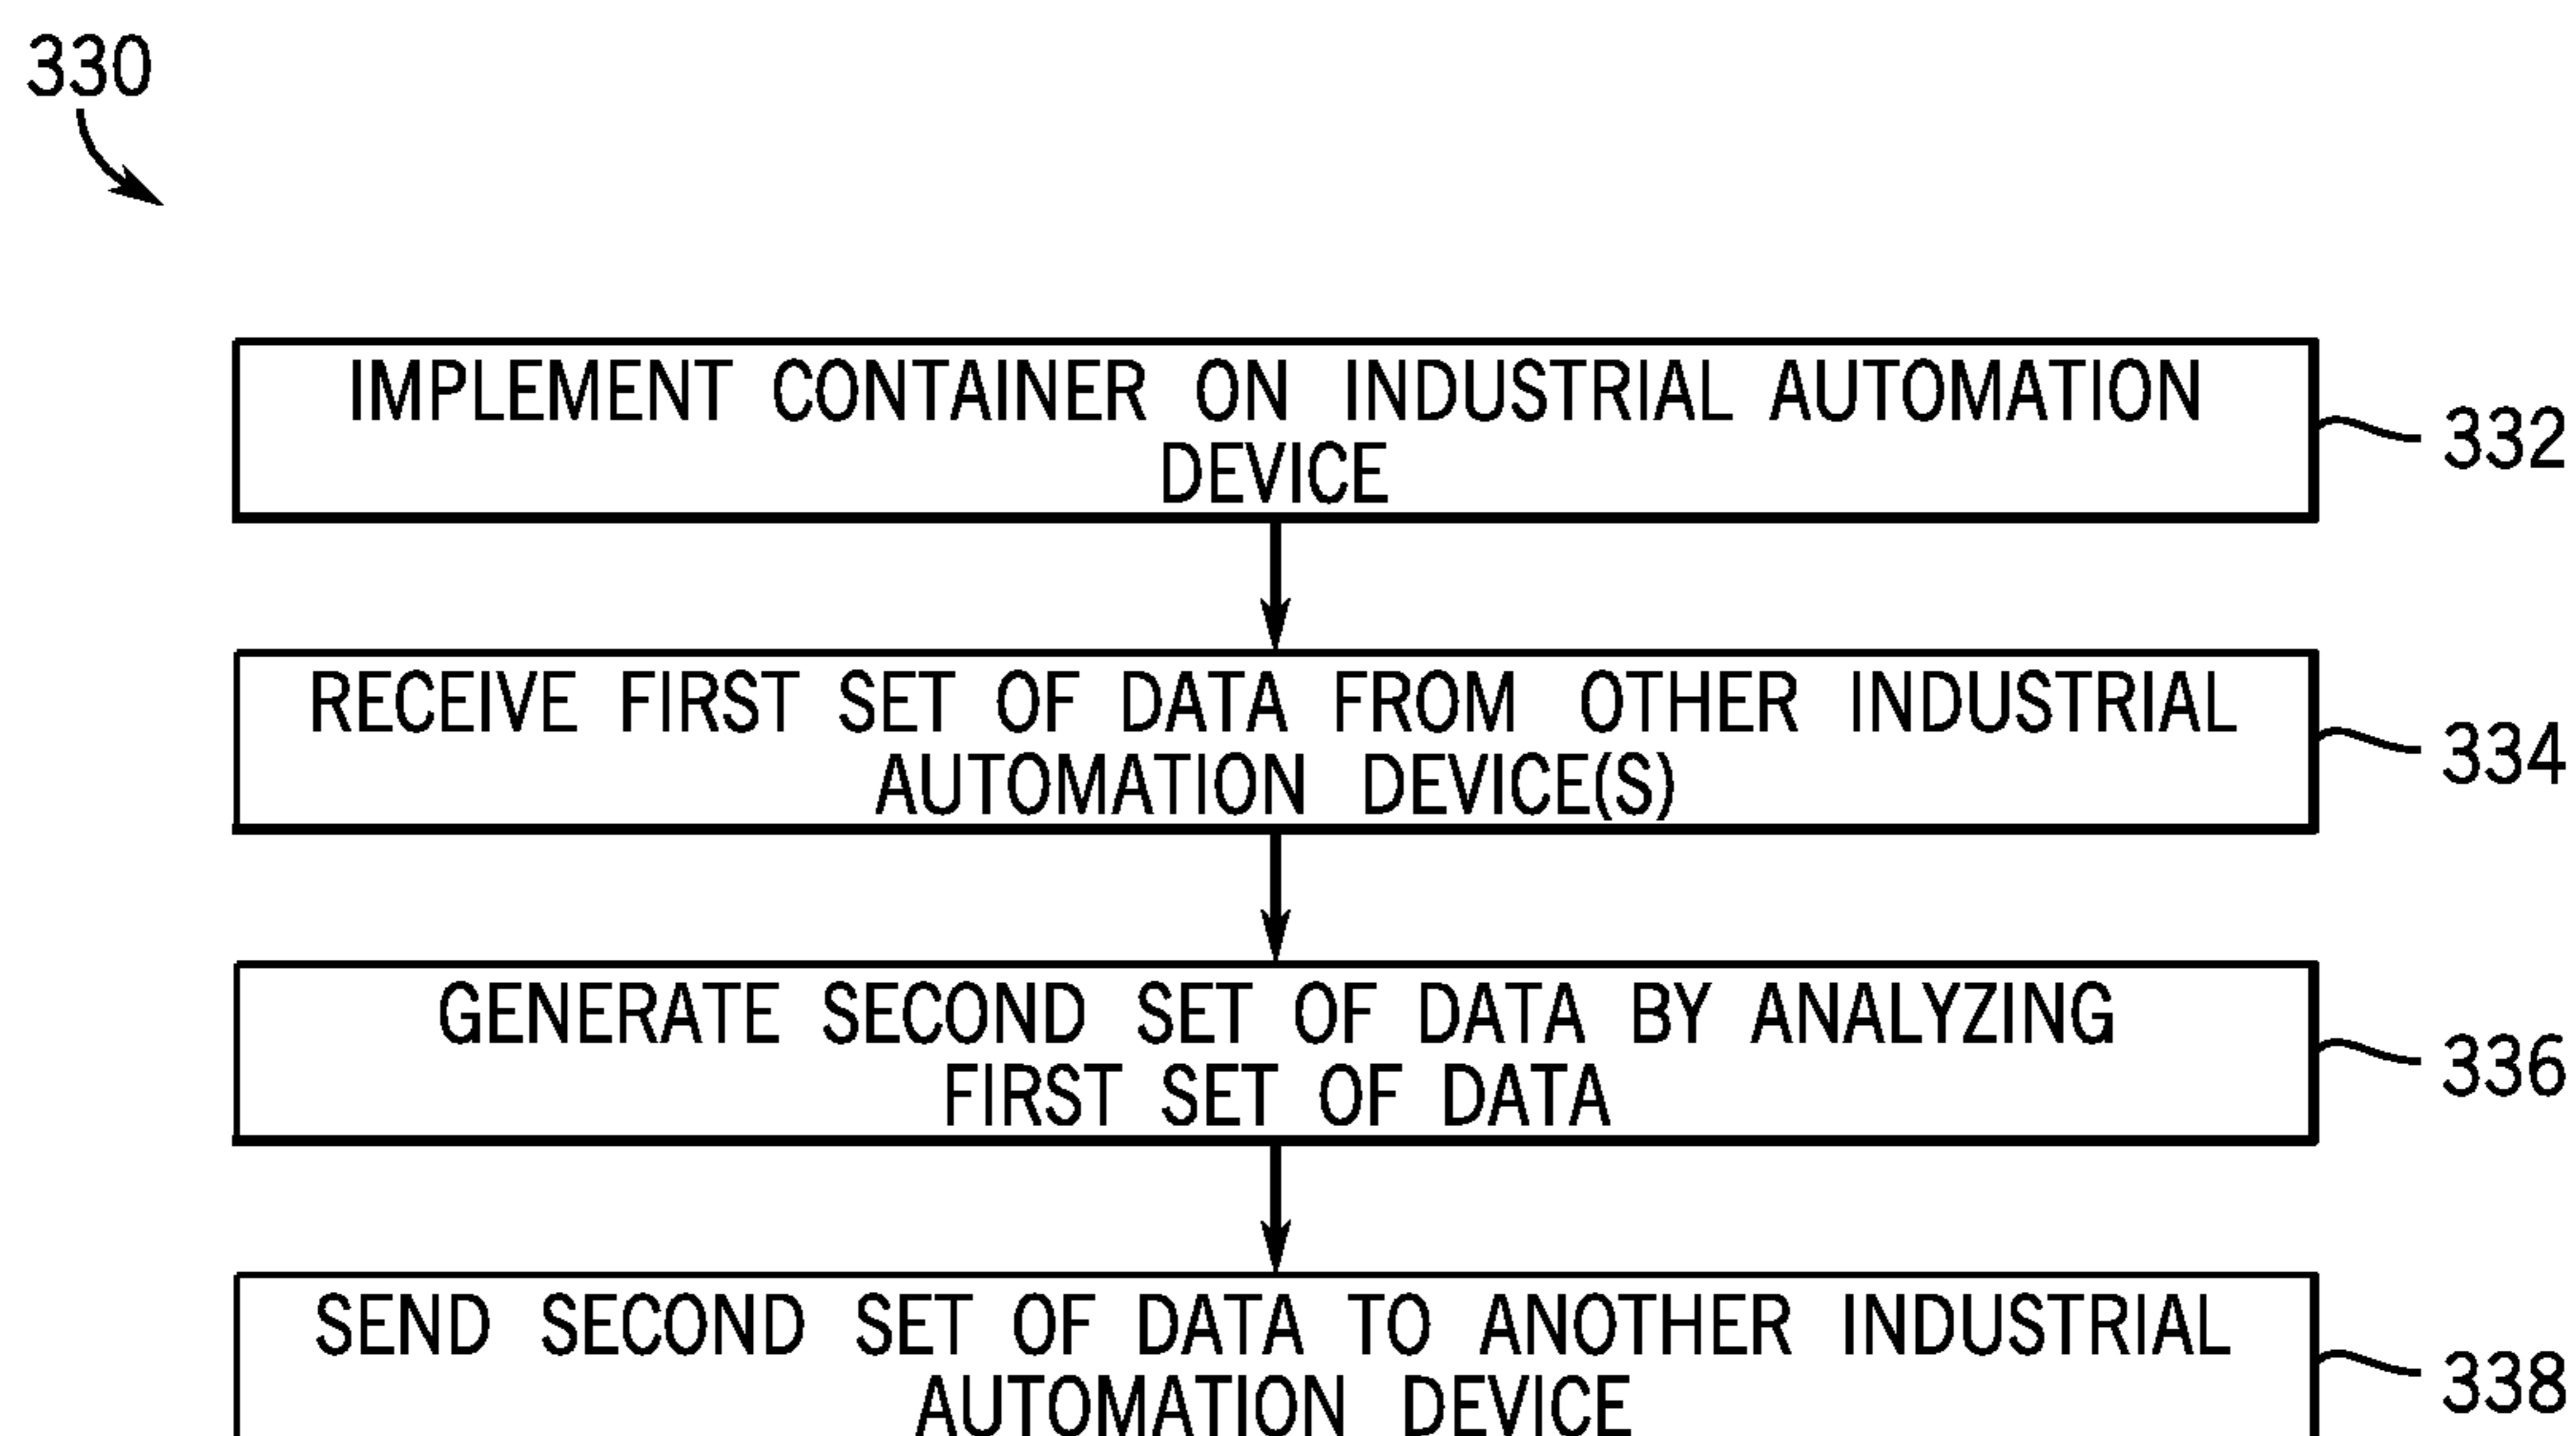 330
IMPLEMENT CONTAINER ON INDUSTRIAL AUTOMATION
DEVICE
332
RECEIVE FIRST SET OF DATA FROM OTHER INDUSTRIAL
AUTOMATION DEVICE(S)
334
GENERATE SECOND SET OF DATA BY ANALYZING
FIRST SET OF DATA
336
SEND SECOND SET OF DATA TO ANOTHER INDUSTRIAL
AUTOMATION DEVICE
338